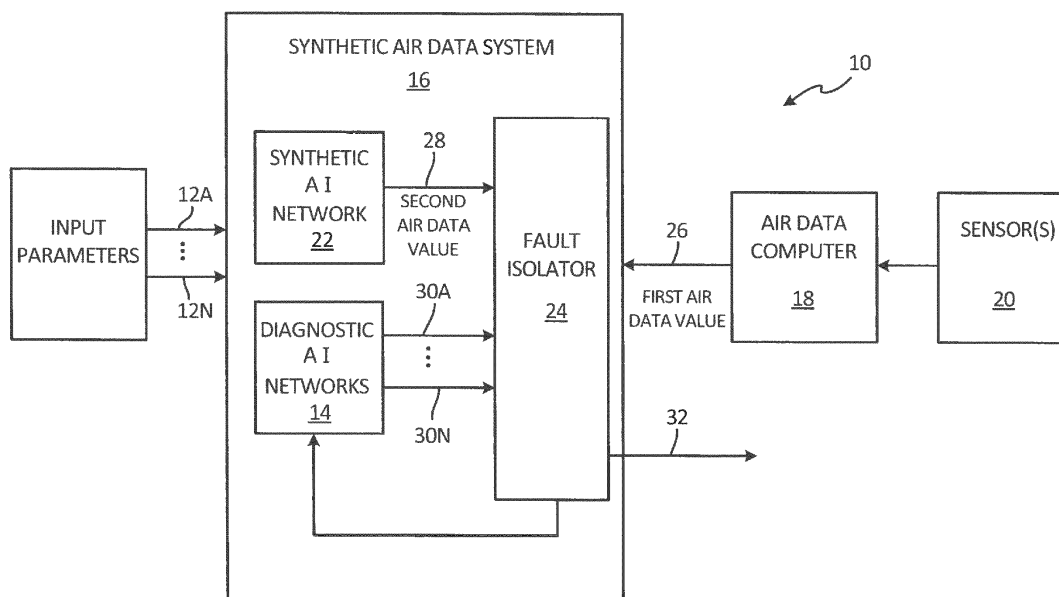 SYNTHETIC AIR DATA SYSTEM
16
10
INPUT
PARAMETERS
12A
12N
SYNTHETIC
A I
NETWORK
22
28
SECOND
AIR DATA
VALUE
DIAGNOSTIC
A I
NETWORKS
14
30A
30N
FAULT
ISOLATOR
24
26
FIRST AIR
DATA VALUE
AIR DATA
COMPUTER
18
SENSOR(S)
20
32